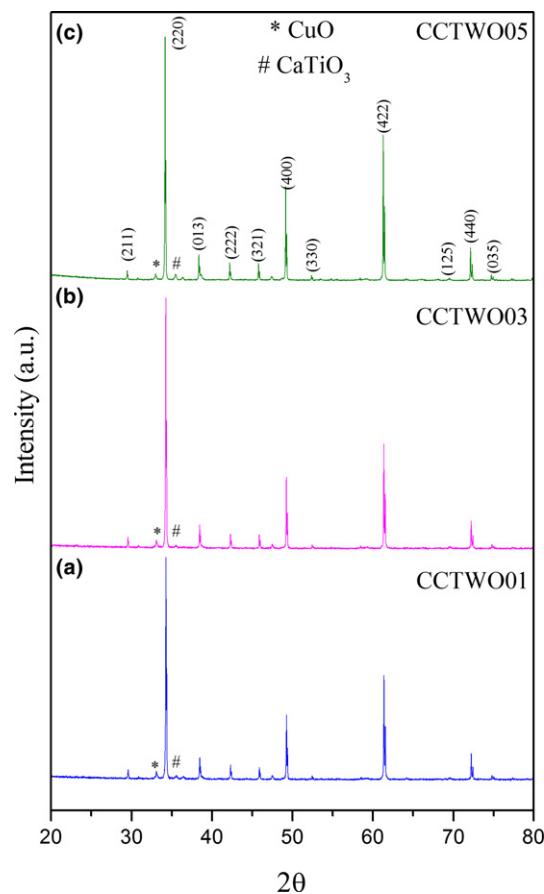 (c)
* CuO
CCTWO05
# CaTiO3
(220)
(422)
(400)
(211)
*
#
(013)
(222)
(321)
(330)
(125)
(440)
(035)
(b)
CCTWO03
*
#
(a)
CCTWO01
*
#
Intensity (a.u.)
20 30 40 50 60 70 80
2θ